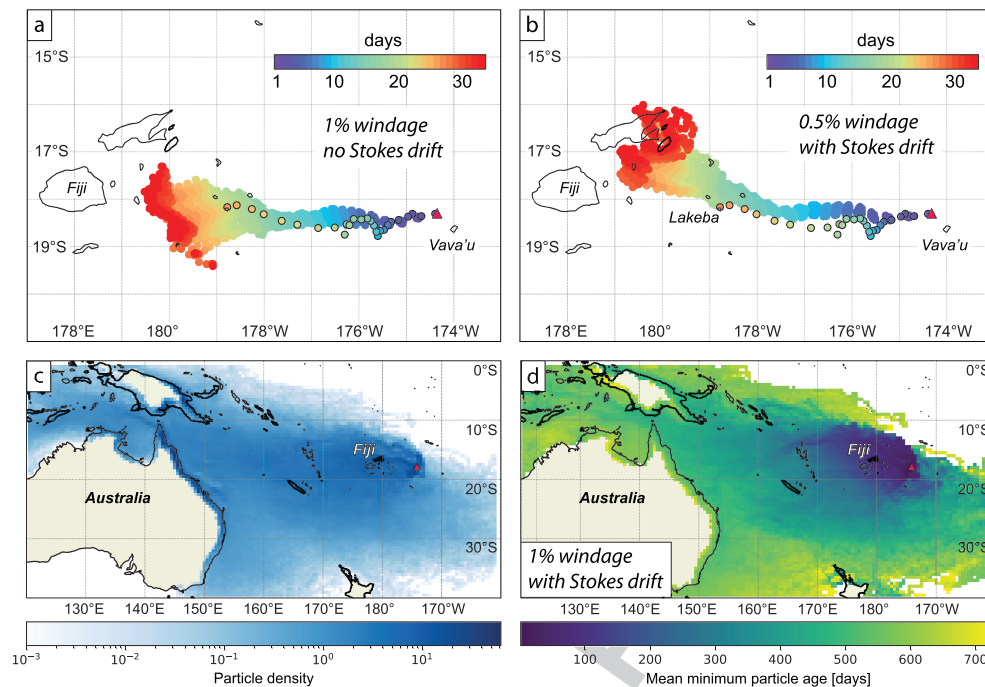 a
days
1 10 20 30
15°S
1% windage
no Stokes drift
17°S
Fiji
19°S
Vava'u
178°E 180° 178°W 176°W 174°W
b
days
1 10 20 30
15°S
0.5% windage
with Stokes drift
17°S
Fiji
Lakeba
19°S
Vava'u
178°E 180° 178°W 176°W 174°W
c
0°S
10°S
Fiji
Australia
20°S
30°S
130°E 140°E 150°E 160°E 170°E 180° 170°W
10⁻³ 10⁻² 10⁻¹ 10⁰ 10¹
Particle density
d
0°S
10°S
Fiji
Australia
20°S
30°S
1% windage
with Stokes drift
130°E 140°E 150°E 160°E 170°E 180° 170°W
100 200 300 400 500 600 700
Mean minimum particle age [days]